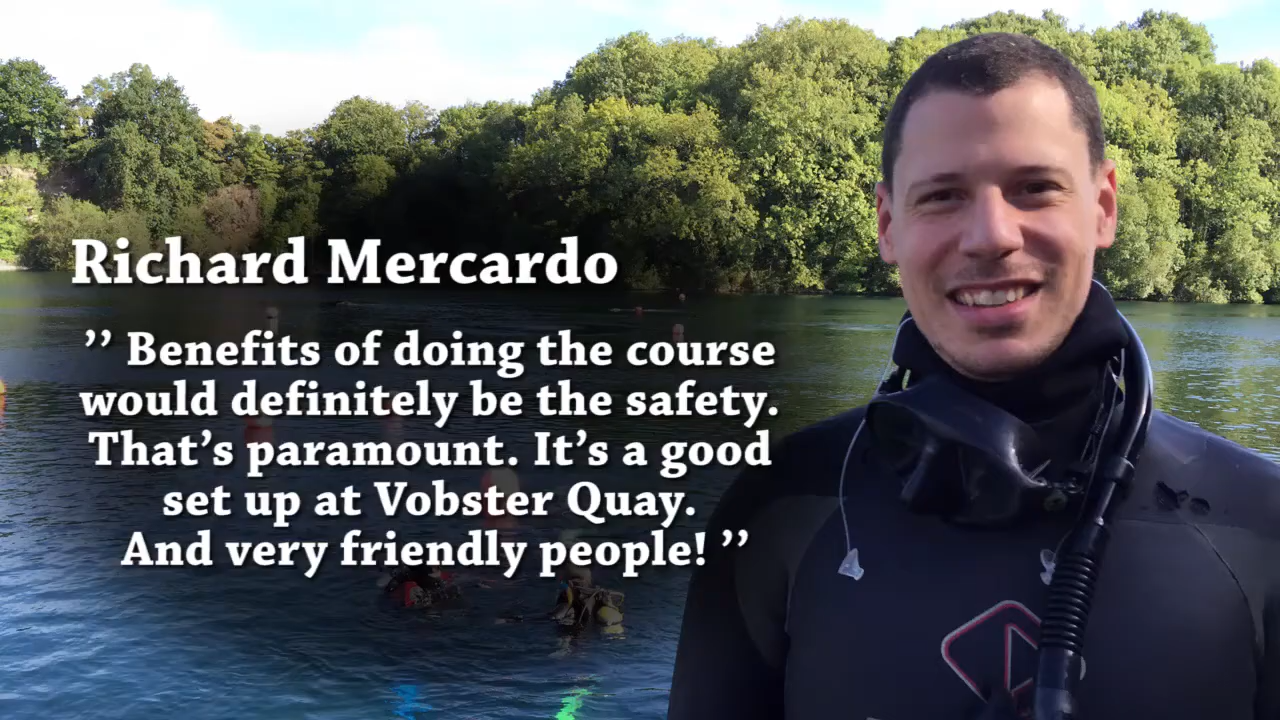 Richard Mercardo
’’ Benefits of doing the course
would definitely be the safety.
That’s paramount. It’s a good
set up at Vobster Quay.
And very friendly people! ’’